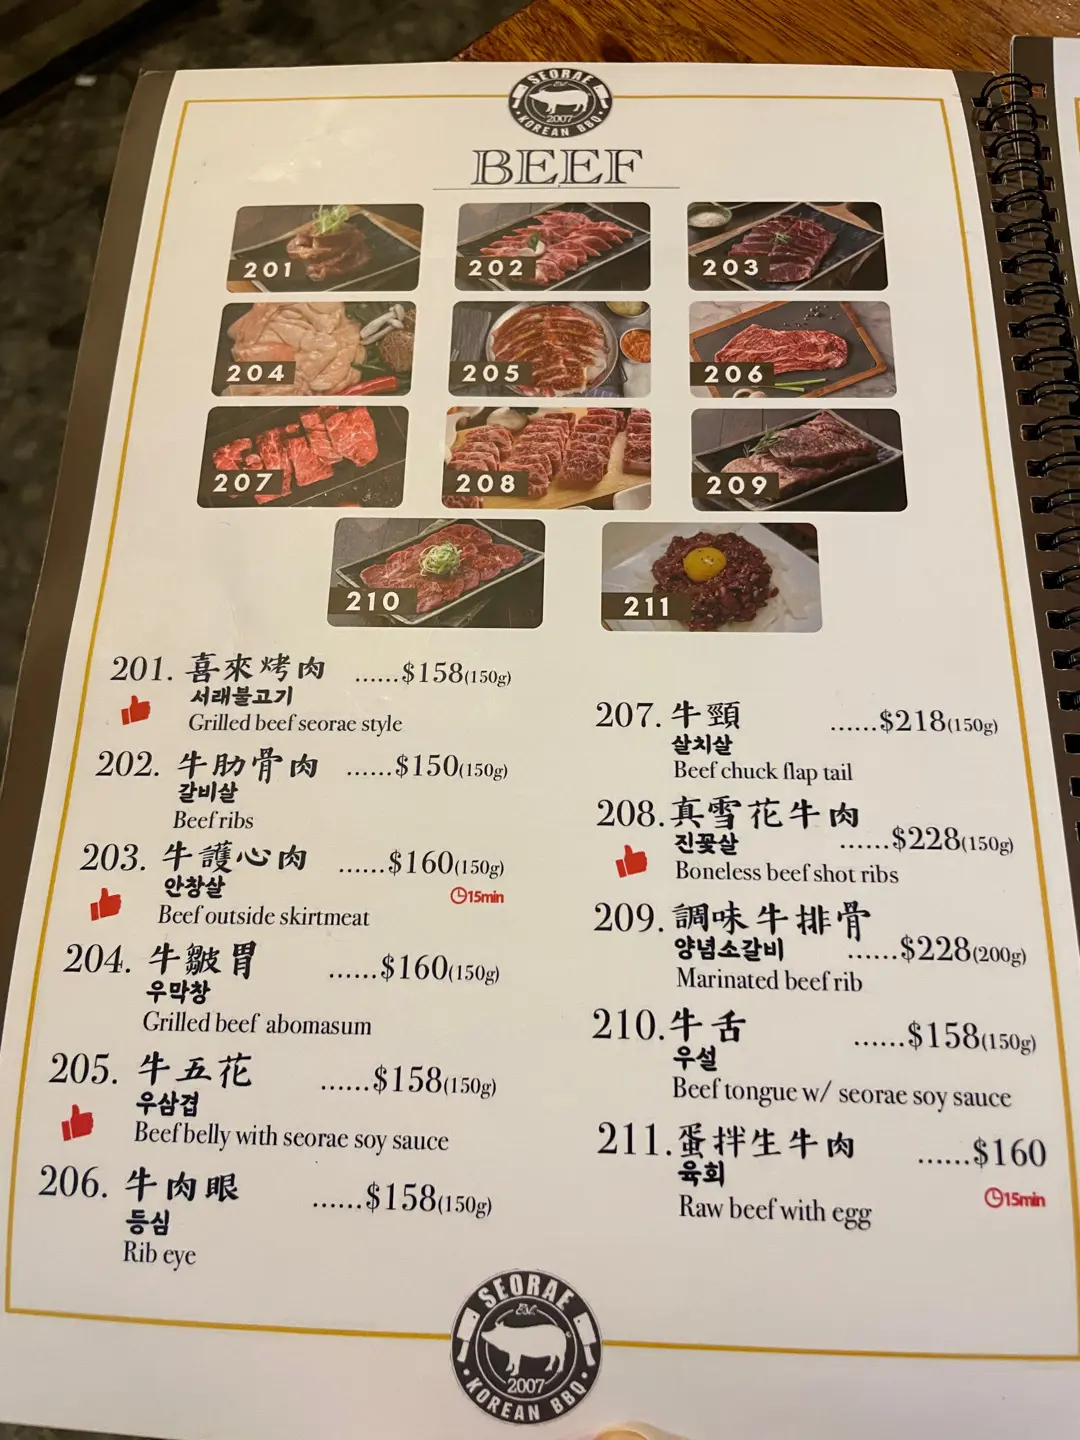 SEORAE
Est.
2007
KOREAN BBQ
BEEF
201
202
203
204
205
206
207
208
209
210
211
201. 喜來烤肉 ......$158(150g)
서래불고기
Grilled beef seorae style
202. 牛肋骨肉 ......$150(150g)
갈비살
Beef ribs
203. 牛護心肉 ......$160(150g)
안창살 15min
Beef outside skirtmeat
204. 牛皺胃 ......$160(150g)
우막창
Grilled beef abomasum
205. 牛五花 ......$158(150g)
우삼겹
Beef belly with seorae soy sauce
206. 牛肉眼 ......$158(150g)
등심
Rib eye
207. 牛頸 ......$218(150g)
살치살
Beef chuck flap tail
208. 真雪花牛肉
진꽃살 ......$228(150g)
Boneless beef shot ribs
209. 調味牛排骨
양념소갈비 ......$228(200g)
Marinated beef rib
210. 牛舌 ......$158(150g)
우설
Beef tongue w/ seorae soy sauce
211. 蛋拌生牛肉 ......$160
육회 15min
Raw beef with egg
SEORAE
Est.
2007
KOREAN BBQ